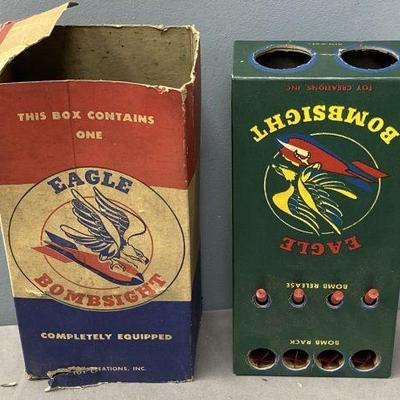 THIS BOX CONTAINS
ONE
EAGLE
BOMBSIGHT
COMPLETELY EQUIPPED
CREATIONS, INC.
TOY CREATIONS, INC
BOMBSIGHT
EAGLE
BOMB RELEASE
BOMB RACK